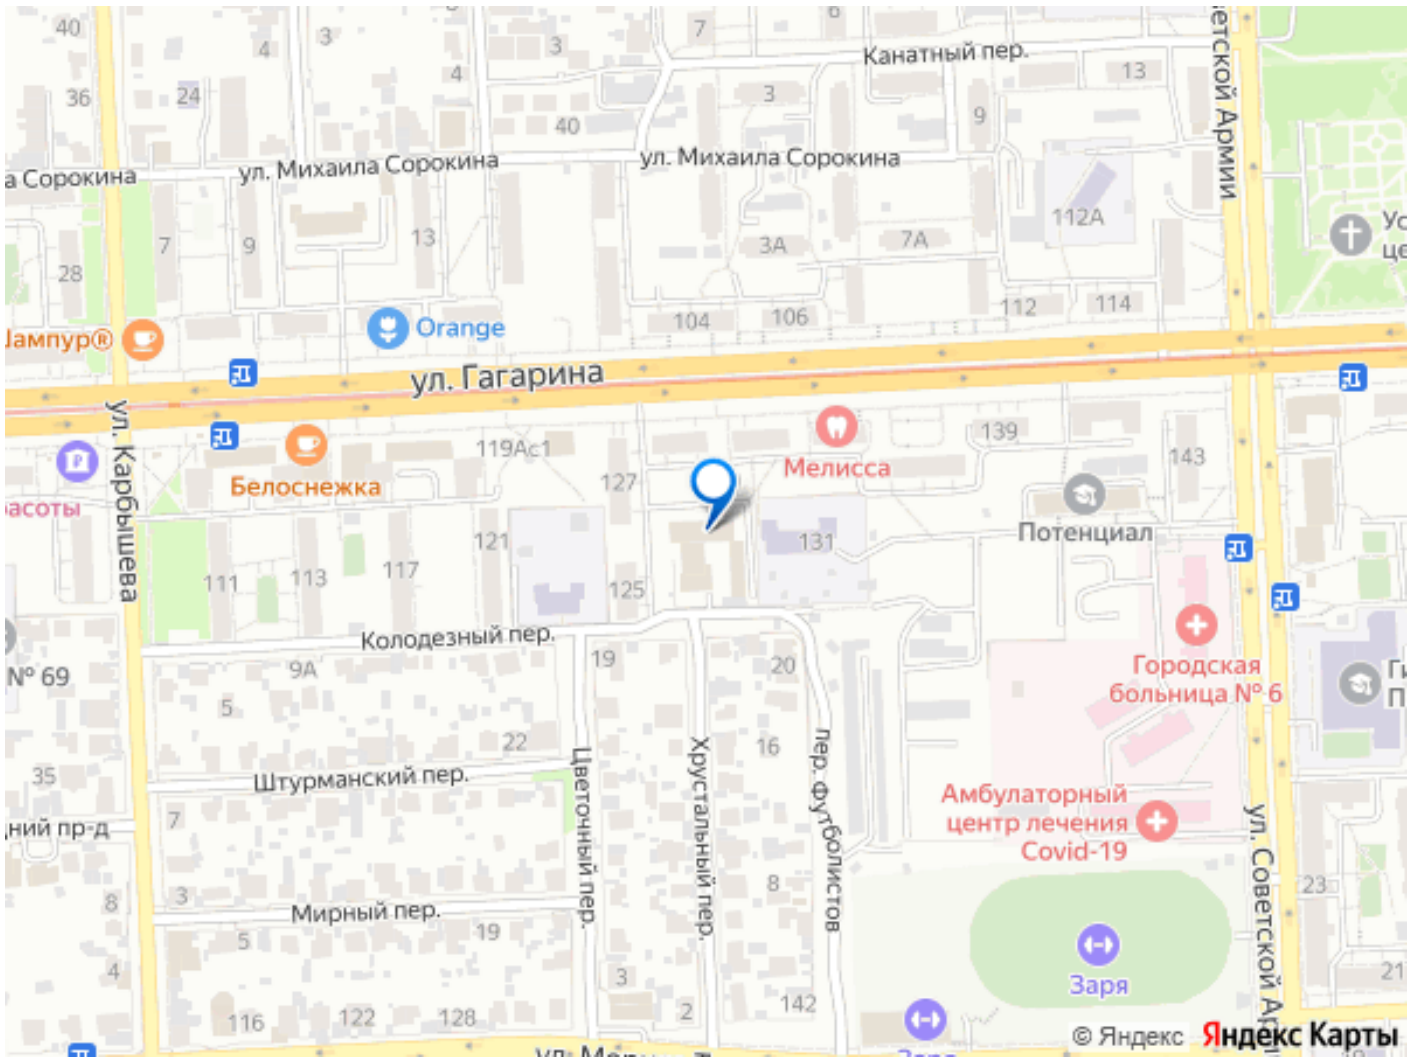 40
3
4
3
7
6
Канатный пер.
13
4
36
24
3
40
9
ул. Михаила Сорокина
ул. Михаила Сорокина
а Сорокина
112А
7
9
13
3А
7А
28
112
114
104
106
Шампур®
Orange
ул. Гагарина
ул. Карбышева
119Ас1
127
139
143
Белоснежка
Мелисса
асоты
Потенциал
131
121
111
113
117
125
Колодезный пер.
№ 69
9А
19
20
Городская
больница № 6
5
22
16
Штурманский пер.
Цветочный пер.
Хрустальный пер.
пер. Футболистов
35
7
Амбулаторный
центр лечения
Covid-19
ул. Советской Ар
ний пр-д
8
3
8
23
Мирный пер.
5
19
4
3
2
142
Заря
21
116
122
128
© Яндекс
Яндекс Карты
етской Армии